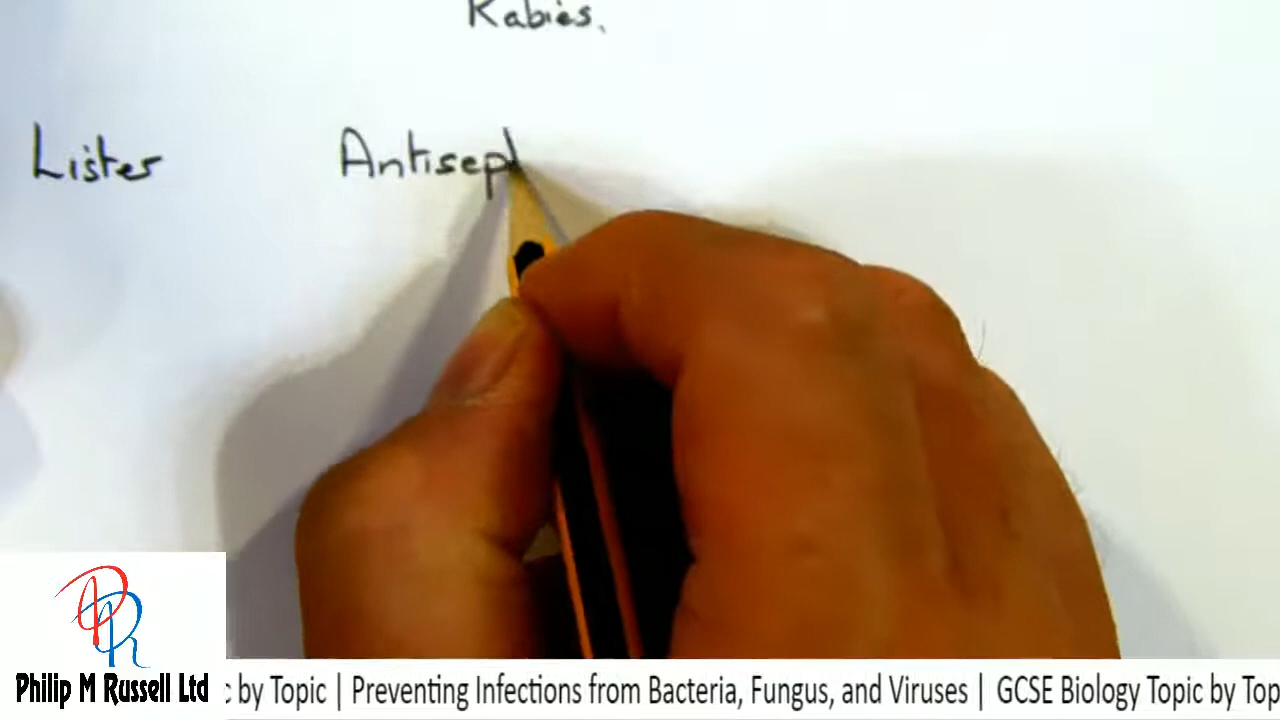 Rabies.
Lister Antisept
Philip M Russell Ltd
c by Topic | Preventing Infections from Bacteria, Fungus, and Viruses | GCSE Biology Topic by Top